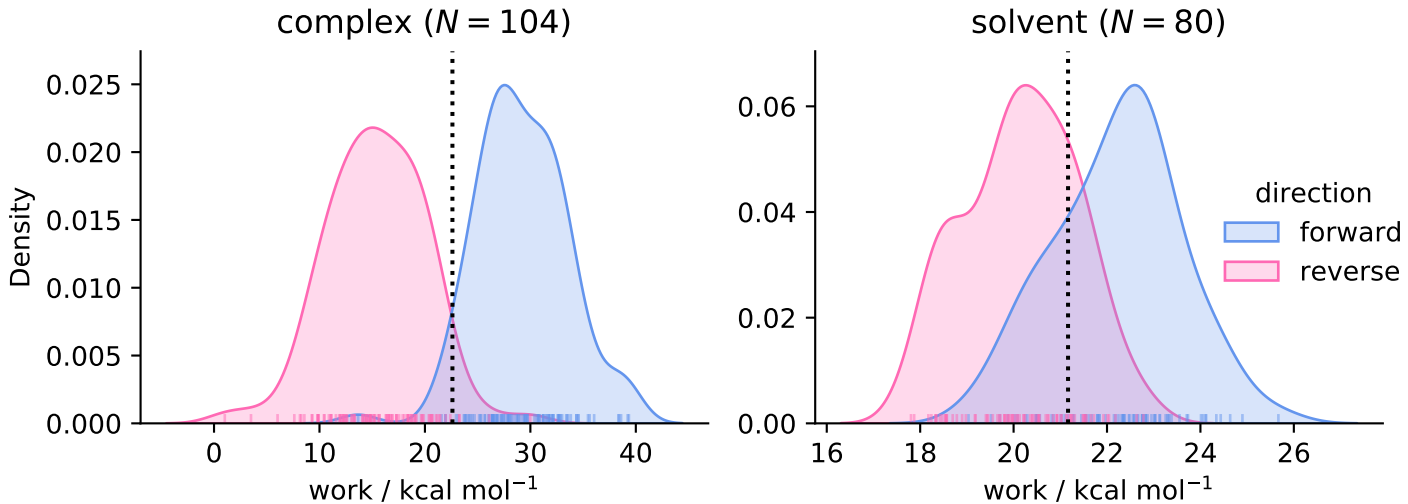 complex (N = 104)
Density
0.025
0.020
0.015
0.010
0.005
0.000
0
10
20
30
40
work / kcal mol⁻¹
solvent (N = 80)
0.06
0.04
0.02
0.00
16
18
20
22
24
26
work / kcal mol⁻¹
direction
forward
reverse